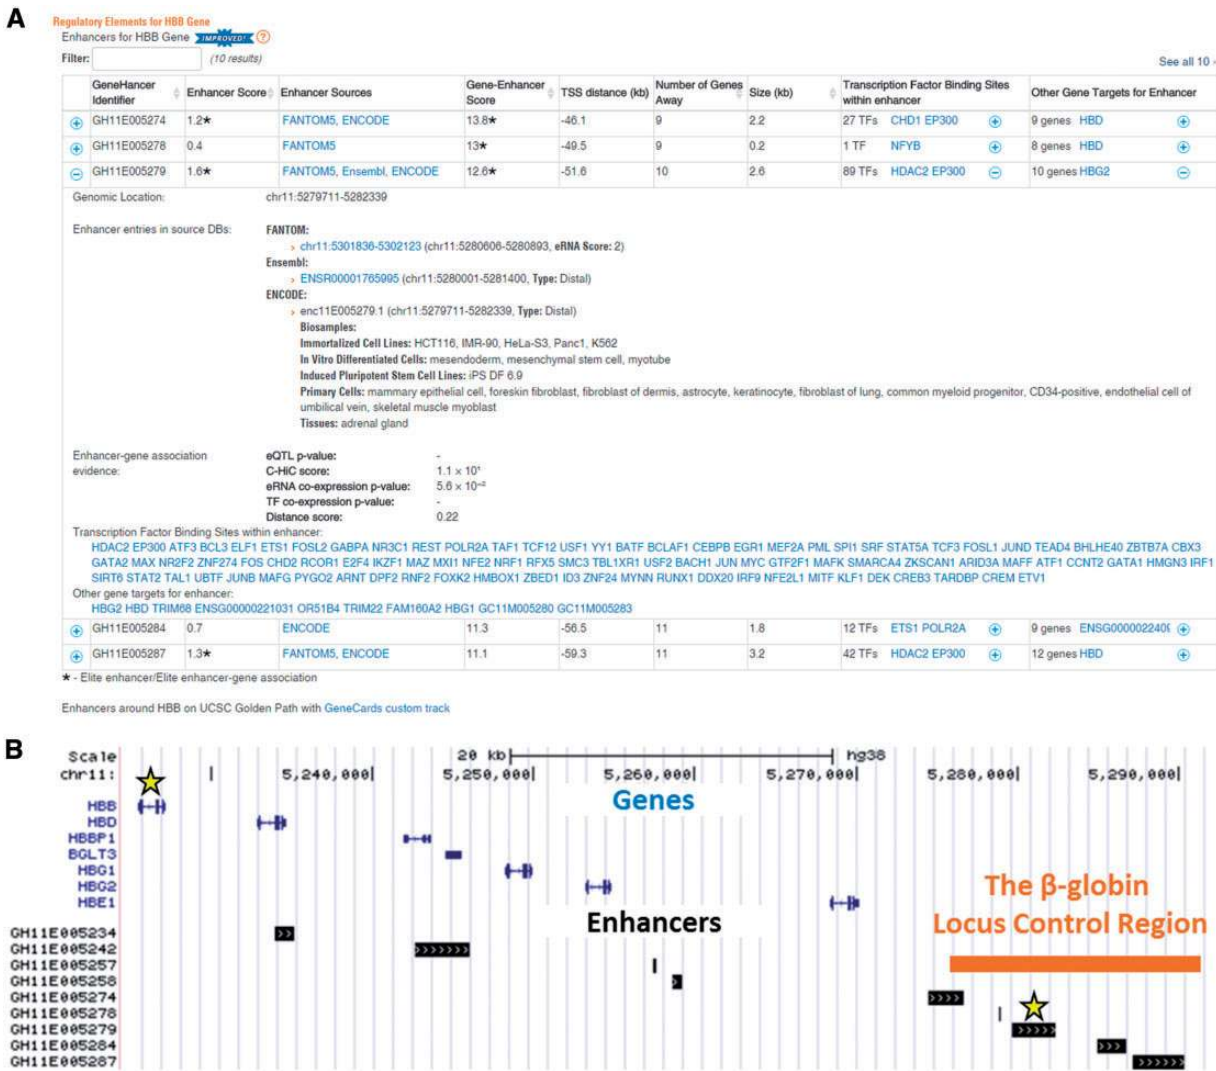 A
Regulatory Elements for HBB Gene
Enhancers for HBB Gene IMPROVED! ?
Filter: (10 results)
See all 10
GeneHancer Identifier Enhancer Score Enhancer Sources Gene-Enhancer Score TSS distance (kb) Number of Genes Away Size (kb) Transcription Factor Binding Sites within enhancer Other Gene Targets for Enhancer
GH11E005274 1.2★ FANTOM5, ENCODE 13.8★ -46.1 9 2.2 27 TFs CHD1 EP300 9 genes HBD
GH11E005278 0.4 FANTOM5 13★ -49.5 9 0.2 1 TF NFYB 8 genes HBD
GH11E005279 1.6★ FANTOM5, Ensembl, ENCODE 12.6★ -51.6 10 2.6 89 TFs HDAC2 EP300 10 genes HBG2
Genomic Location: chr11:5279711-5282339
Enhancer entries in source DBs: FANTOM:
› chr11:5301836-5302123 (chr11:5280606-5280893, eRNA Score: 2)
Ensembl:
› ENSR00001765995 (chr11:5280001-5281400, Type: Distal)
ENCODE:
› enc11E005279.1 (chr11:5279711-5282339, Type: Distal)
Biosamples:
Immortalized Cell Lines: HCT116, IMR-90, HeLa-S3, Panc1, K562
In Vitro Differentiated Cells: mesendoderm, mesenchymal stem cell, myotube
Induced Pluripotent Stem Cell Lines: iPS DF 6.9
Primary Cells: mammary epithelial cell, foreskin fibroblast, fibroblast of dermis, astrocyte, keratinocyte, fibroblast of lung, common myeloid progenitor, CD34-positive, endothelial cell of
umbilical vein, skeletal muscle myoblast
Tissues: adrenal gland
Enhancer-gene association evidence: eQTL p-value: -
C-HiC score: 1.1 × 10¹
eRNA co-expression p-value: 5.6 × 10⁻²
TF co-expression p-value: -
Distance score: 0.22
Transcription Factor Binding Sites within enhancer:
HDAC2 EP300 ATF3 BCL3 ELF1 ETS1 FOSL2 GABPA NR3C1 REST POLR2A TAF1 TCF12 USF1 YY1 BATF BCLAF1 CEBPB EGR1 MEF2A PML SPI1 SRF STAT5A TCF3 FOSL1 JUND TEAD4 BHLHE40 ZBTB7A CBX3
GATA2 MAX NR2F2 ZNF274 FOS CHD2 RCOR1 E2F4 IKZF1 MAZ MXI1 NFE2 NRF1 RFX5 SMC3 TBL1XR1 USF2 BACH1 JUN MYC GTF2F1 MAFK SMARCA4 ZKSCAN1 ARID3A MAFF ATF1 CCNT2 GATA1 HMGN3 IRF1
SIRT6 STAT2 TAL1 UBTF JUNB MAFG PYGO2 ARNT DPF2 RNF2 FOXK2 HMBOX1 ZBED1 ID3 ZNF24 MYNN RUNX1 DDX20 IRF9 NFE2L1 MITF KLF1 DEK CREB3 TARDBP CREM ETV1
Other gene targets for enhancer:
HBG2 HBD TRIM68 ENSG00000221031 OR51B4 TRIM22 FAM160A2 HBG1 GC11M005280 GC11M005283
GH11E005284 0.7 ENCODE 11.3 -56.5 11 1.8 12 TFs ETS1 POLR2A 9 genes
GH11E005287 1.3★ FANTOM5, ENCODE 11.1 -59.3 11 3.2 42 TFs HDAC2 EP300 12 genes HBD
★ - Elite enhancer/Elite enhancer-gene association
Enhancers around HBB on UCSC Golden Path with GeneCards custom track
B
Scale 20 kb hg38
chr11: 5,240,000 5,250,000 5,260,000 5,270,000 5,280,000 5,290,000
Genes
HBB
HBD
HBBP1
BGLT3
HBG1
HBG2
HBE1
The β-globin
Locus Control Region
Enhancers
GH11E005234
GH11E005242
GH11E005257
GH11E005258
GH11E005274
GH11E005278
GH11E005279
GH11E005284
GH11E005287